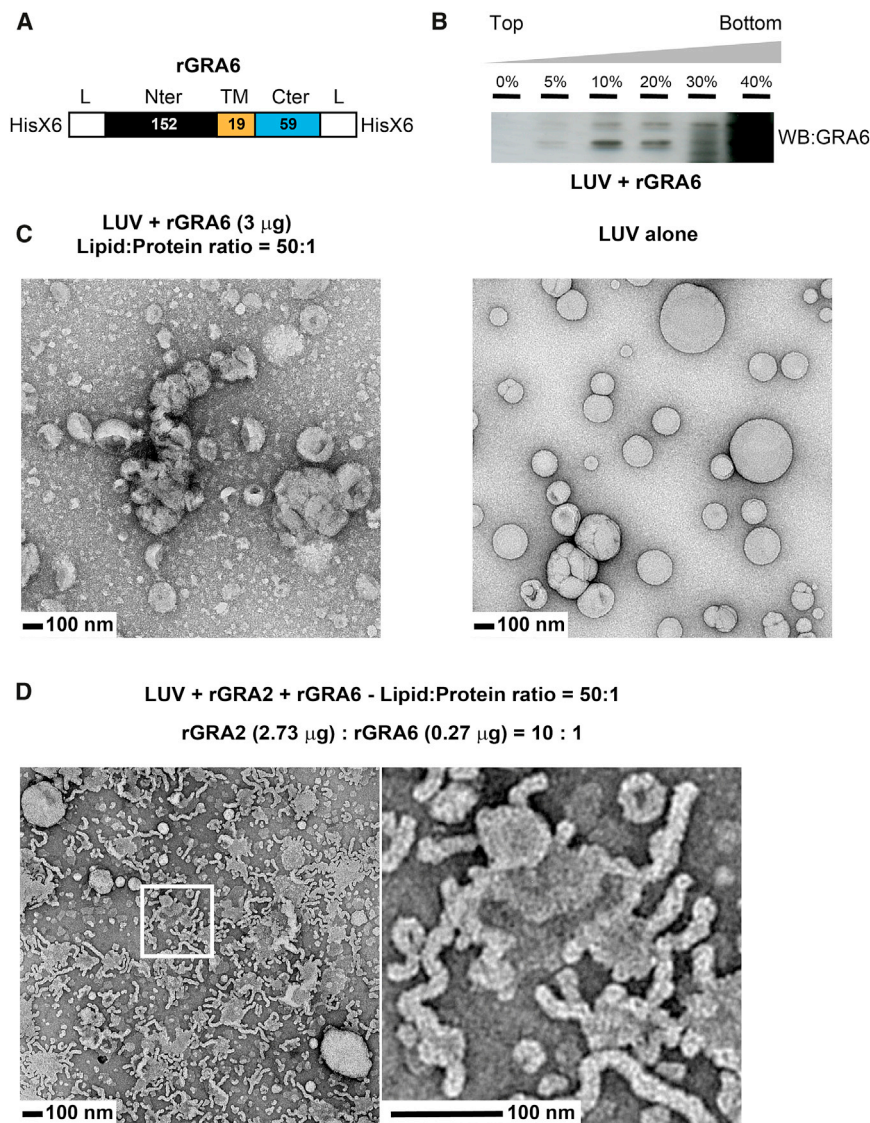 A
rGRA6
L Nter TM Cter L
HisX6 152 19 59 HisX6
B
Top Bottom
0% 5% 10% 20% 30% 40%
WB:GRA6
LUV + rGRA6
C
LUV + rGRA6 (3 µg)
Lipid:Protein ratio = 50:1
LUV alone
100 nm
100 nm
D
LUV + rGRA2 + rGRA6 - Lipid:Protein ratio = 50:1
rGRA2 (2.73 µg) : rGRA6 (0.27 µg) = 10 : 1
100 nm
100 nm